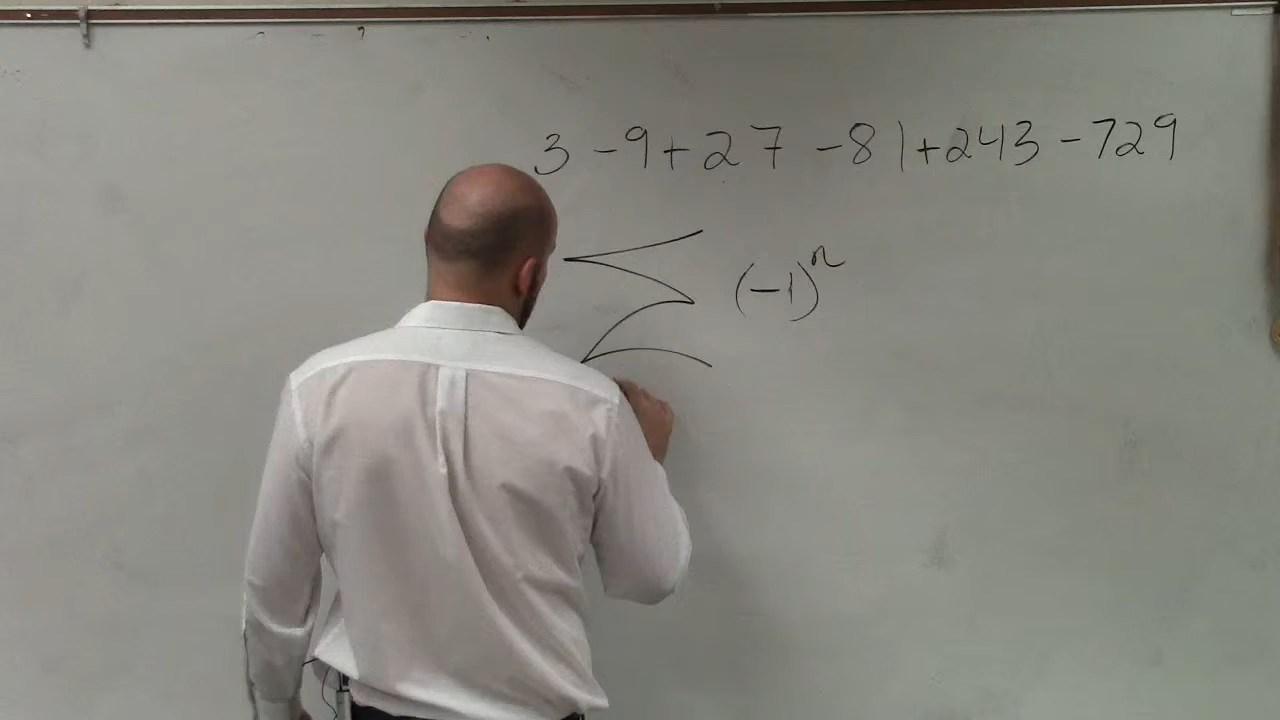 3 - 9 + 27 - 81 + 243 - 729
Σ (-1)^n